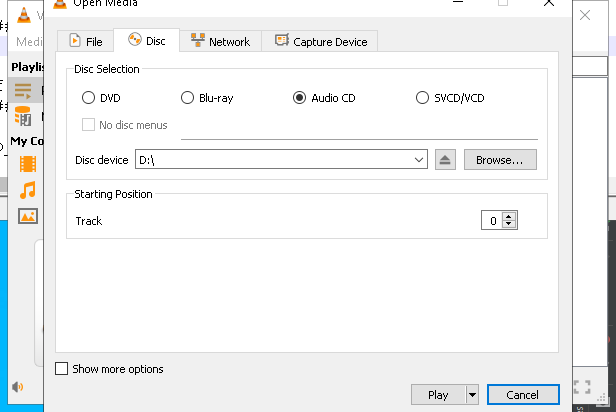 Open Media
Medi
File
Disc
Network
Capture Device
Playlis
Disc Selection
DVD
Blu-ray
Audio CD
SVCD/VCD
No disc menus
My Co
Disc device
D:\
Browse...
Starting Position
Track
0
Show more options
Play
Cancel